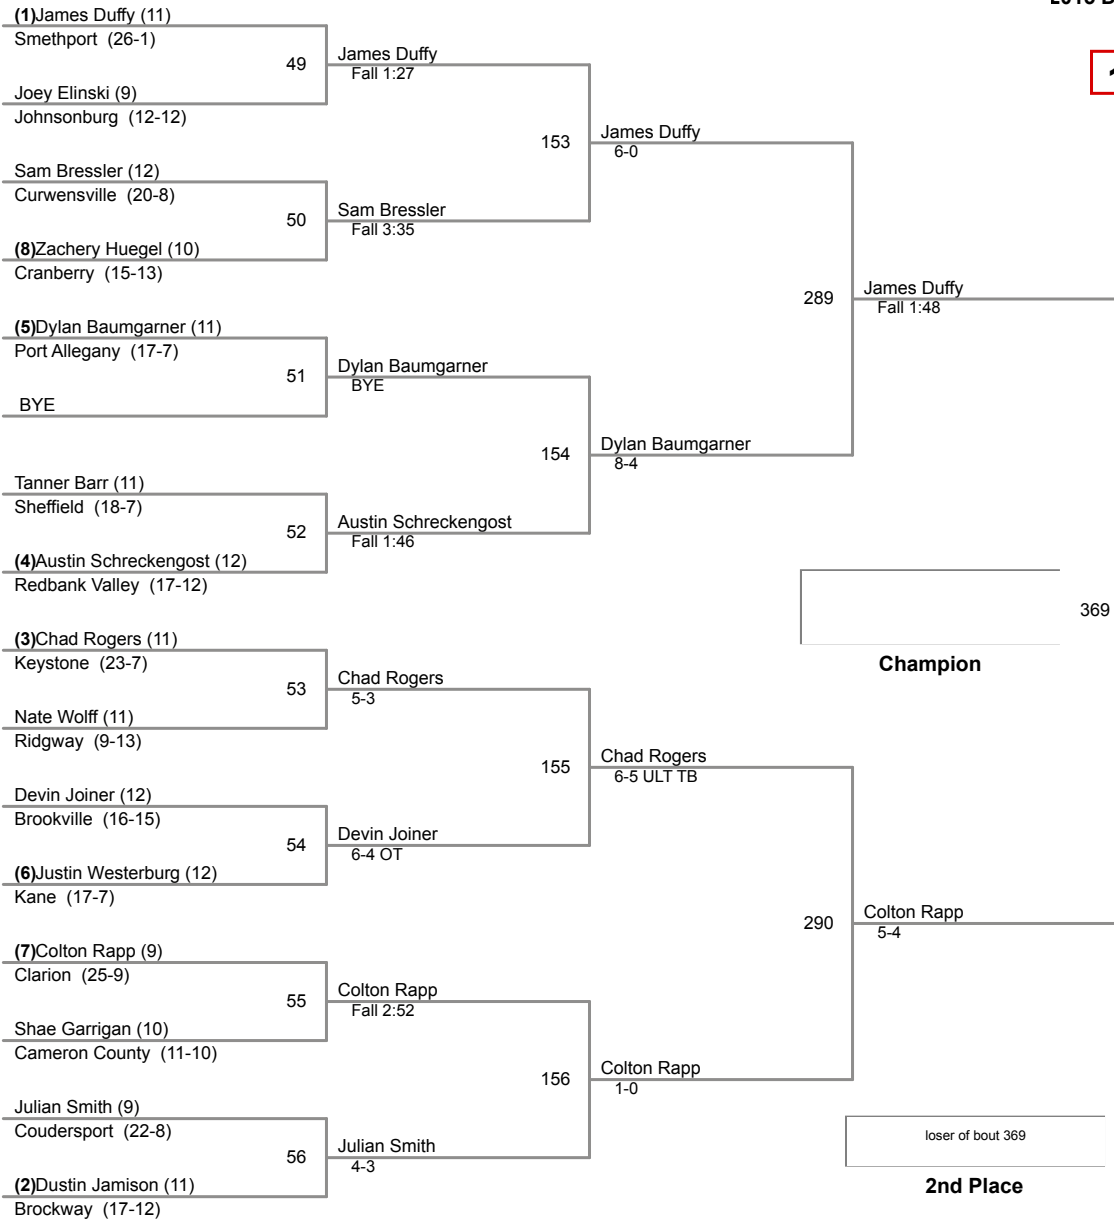 (1)James Duffy (11)
Smethport (26-1)
49
James Duffy
Fall 1:27
Joey Elinski (9)
Johnsonburg (12-12)
153
James Duffy
6-0
Sam Bressler (12)
Curwensville (20-8)
50
Sam Bressler
Fall 3:35
(8)Zachery Huegel (10)
Cranberry (15-13)
289
James Duffy
Fall 1:48
(5)Dylan Baumgarner (11)
Port Allegany (17-7)
51
Dylan Baumgarner
BYE
BYE
154
Dylan Baumgarner
8-4
Tanner Barr (11)
Sheffield (18-7)
52
Austin Schreckengost
Fall 1:46
(4)Austin Schreckengost (12)
Redbank Valley (17-12)
369
Champion
(3)Chad Rogers (11)
Keystone (23-7)
53
Chad Rogers
5-3
Nate Wolff (11)
Ridgway (9-13)
155
Chad Rogers
6-5 ULT TB
Devin Joiner (12)
Brookville (16-15)
54
Devin Joiner
6-4 OT
(6)Justin Westerburg (12)
Kane (17-7)
290
Colton Rapp
5-4
(7)Colton Rapp (9)
Clarion (25-9)
55
Colton Rapp
Fall 2:52
Shae Garrigan (10)
Cameron County (11-10)
156
Colton Rapp
1-0
Julian Smith (9)
Coudersport (22-8)
56
Julian Smith
4-3
(2)Dustin Jamison (11)
Brockway (17-12)
loser of bout 369
2nd Place